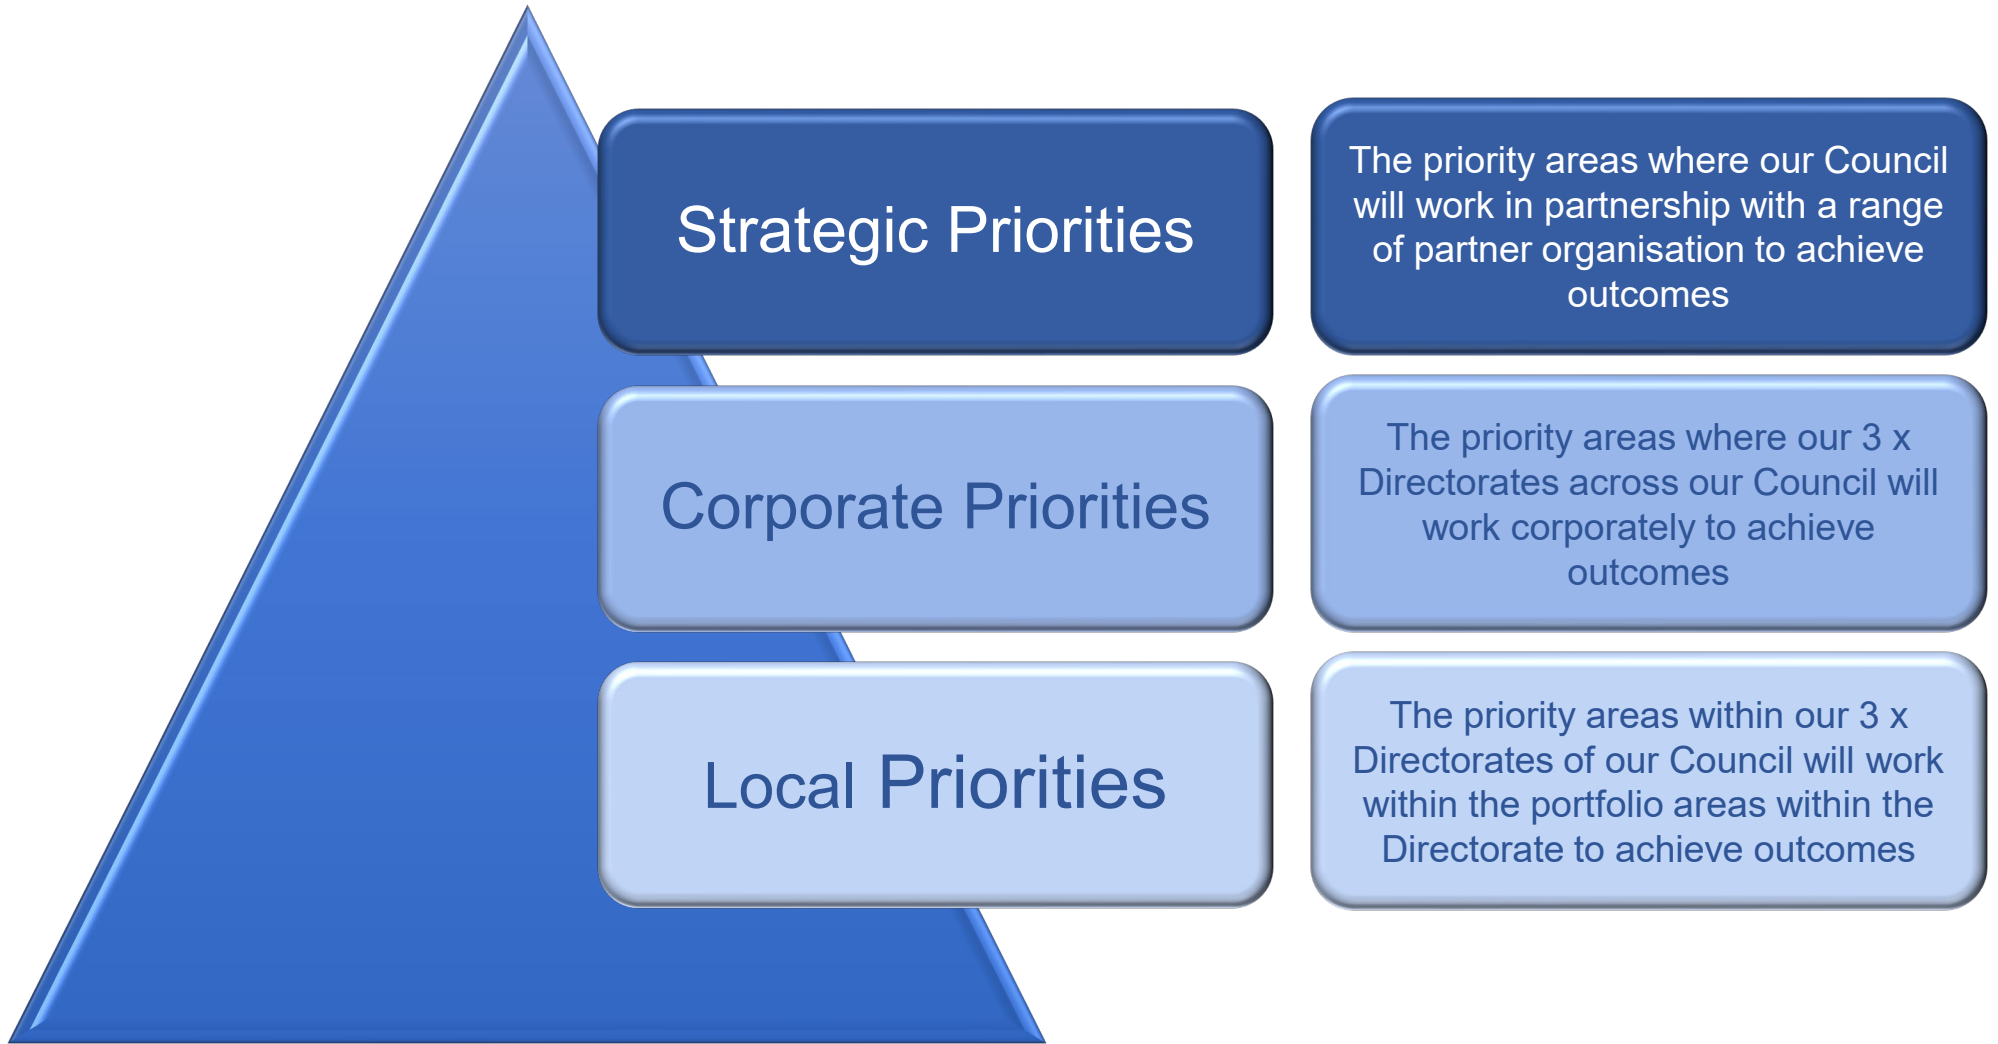 Strategic Priorities
The priority areas where our Council
will work in partnership with a range
of partner organisation to achieve
outcomes
Corporate Priorities
The priority areas where our 3 x
Directorates across our Council will
work corporately to achieve
outcomes
Local Priorities
The priority areas within our 3 x
Directorates of our Council will work
within the portfolio areas within the
Directorate to achieve outcomes